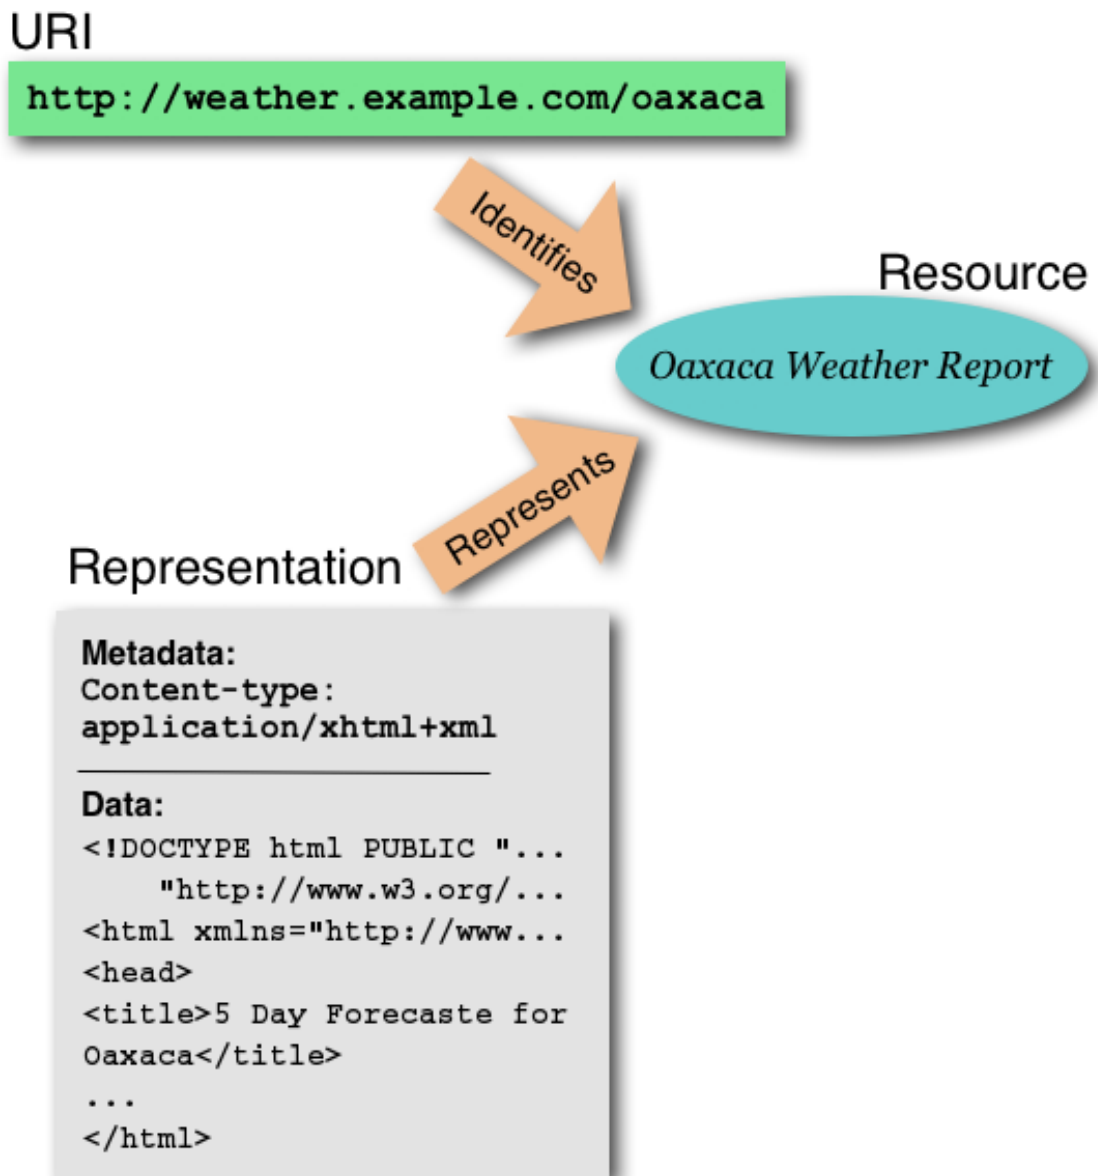 URI
http://weather.example.com/oaxaca
Identifies
Resource
Oaxaca Weather Report
Represents
Representation
Metadata:
Content-type:
application/xhtml+xml
Data:
<!DOCTYPE html PUBLIC "...
"http://www.w3.org/...
<html xmlns="http://www...
<head>
<title>5 Day Forecaste for
Oaxaca</title>
...
</html>